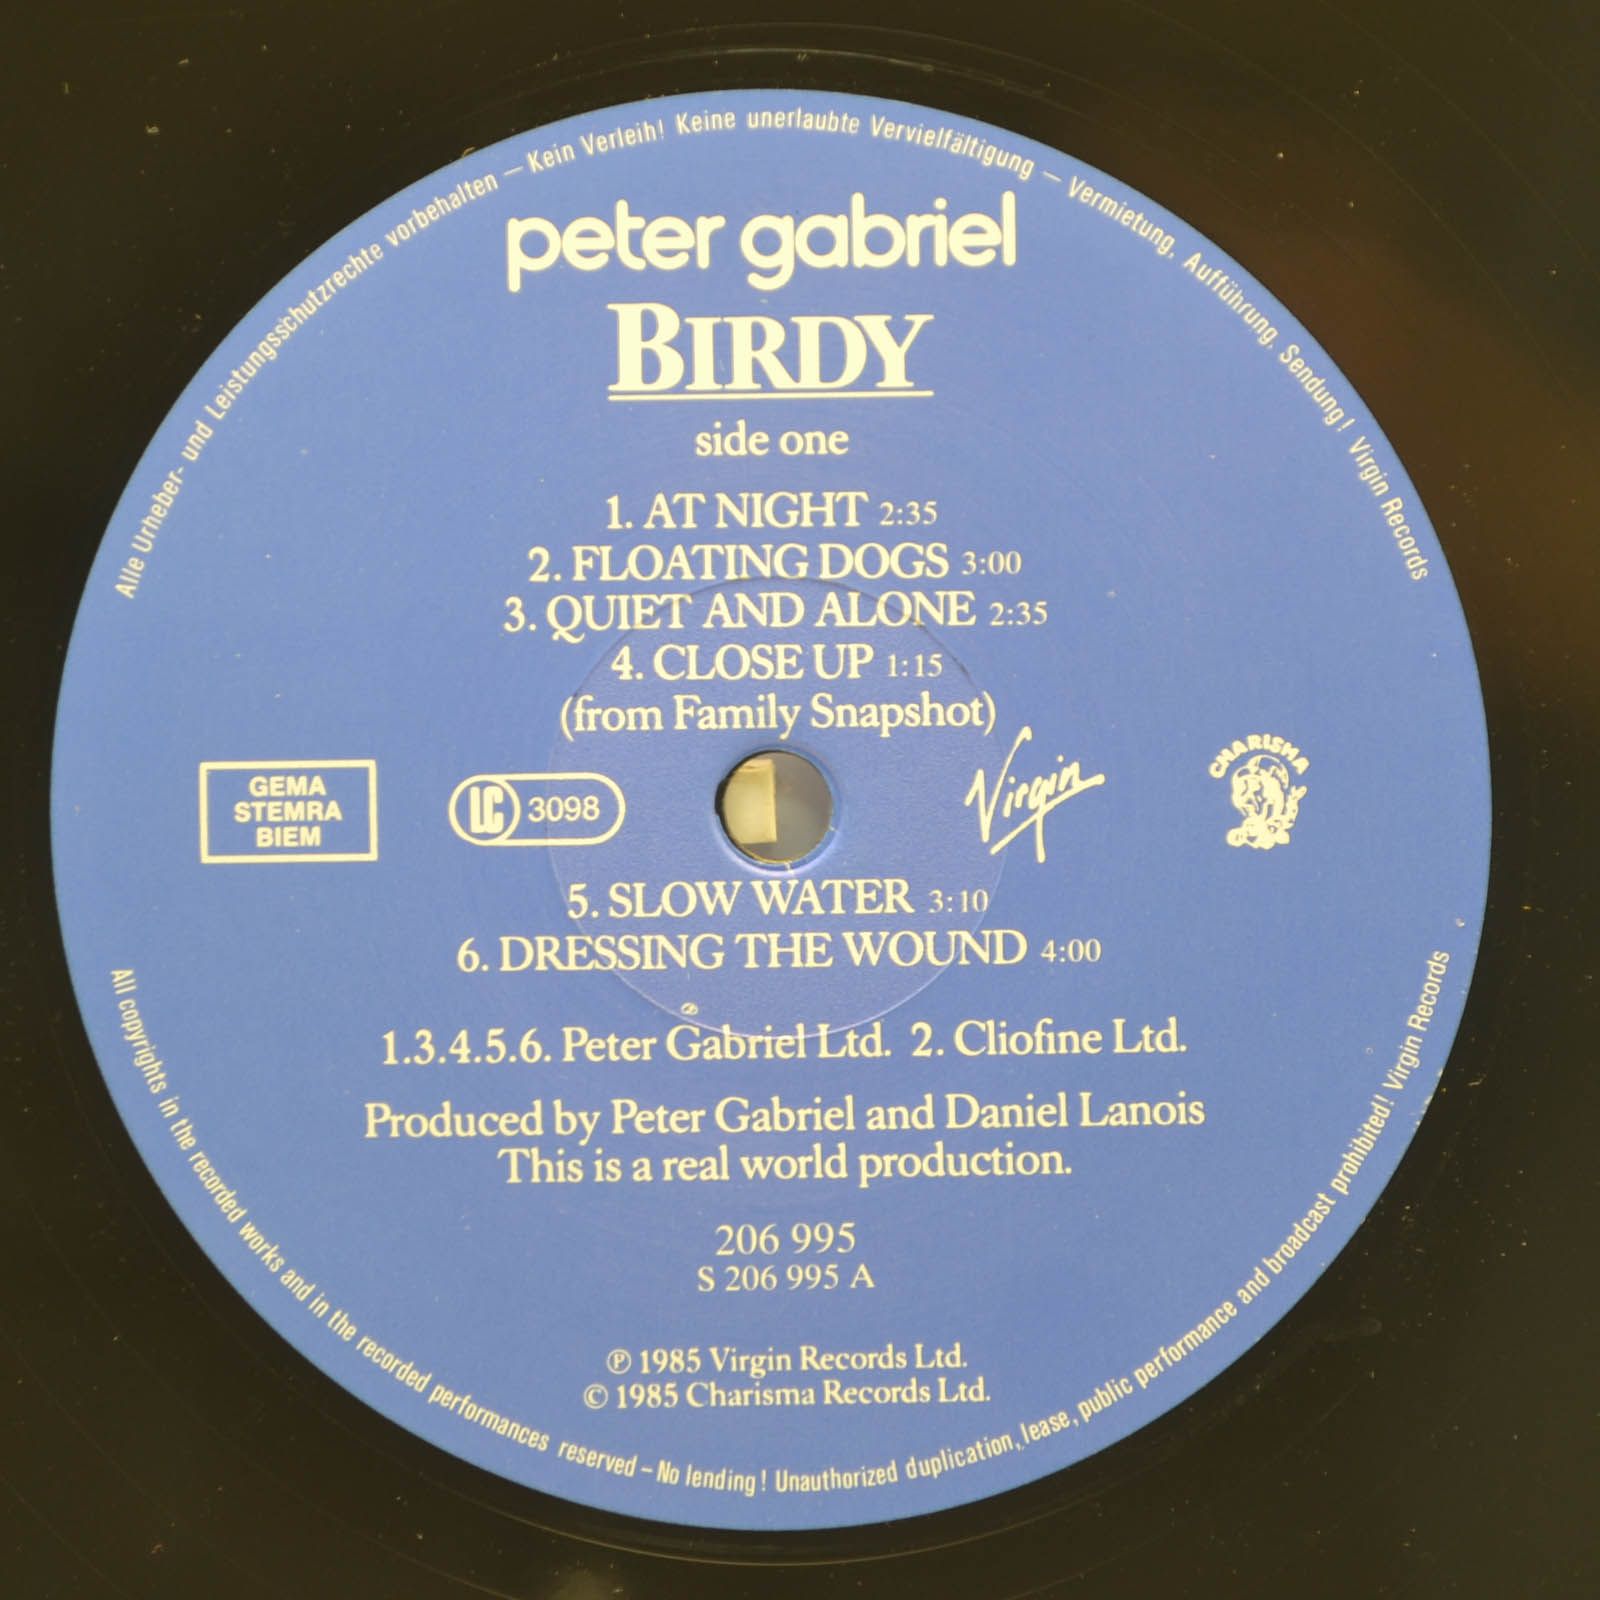 Alle Urheber- und Leistungsschutzrechte vorbehalten – Kein Verleih! Keine unerlaubte Vervielfältigung – Vermietung, Aufführung, Sendung! Virgin Records
peter gabriel
BIRDY
side one
1. AT NIGHT 2:35
2. FLOATING DOGS 3:00
3. QUIET AND ALONE 2:35
4. CLOSE UP 1:15
(from Family Snapshot)
GEMA
STEMRA
BIEM
LC 3098
Virgin
CHARISMA
5. SLOW WATER 3:10
6. DRESSING THE WOUND 4:00
1.3.4.5.6. Peter Gabriel Ltd. 2. Cliofine Ltd.
Produced by Peter Gabriel and Daniel Lanois
This is a real world production.
206 995
S 206 995 A
℗ 1985 Virgin Records Ltd.
© 1985 Charisma Records Ltd.
All copyrights in the recorded works and in the recorded performances reserved – No lending! Unauthorized duplication, lease, public performance and broadcast prohibited! Virgin Records